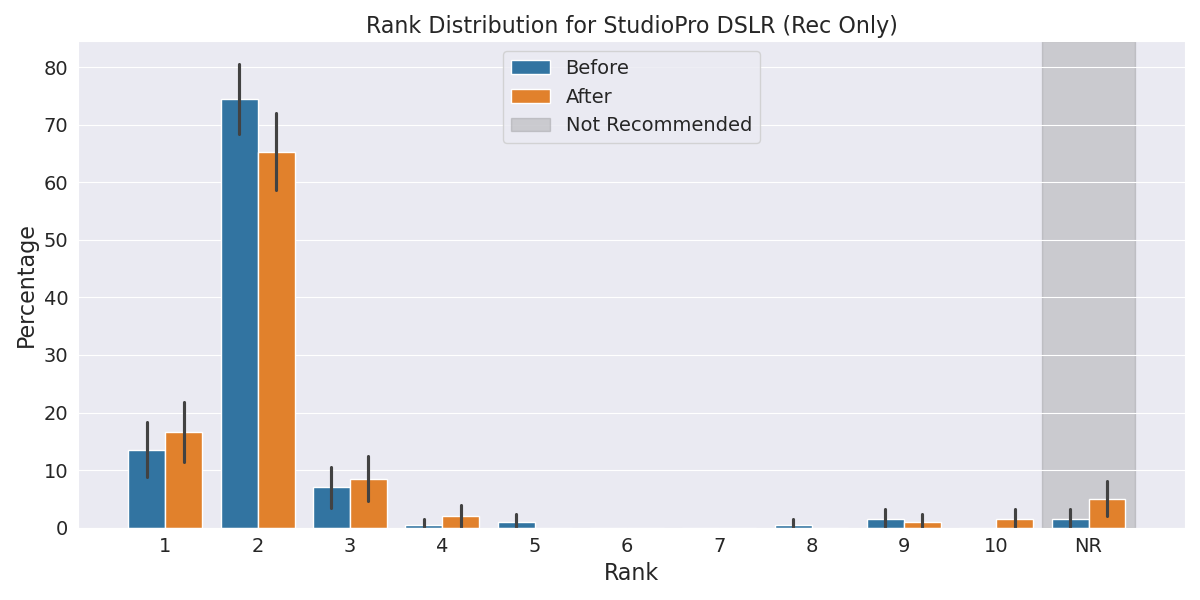 Rank Distribution for StudioPro DSLR (Rec Only)
Before
After
Not Recommended
Percentage
80
70
60
50
40
30
20
10
0
1 2 3 4 5 6 7 8 9 10 NR
Rank